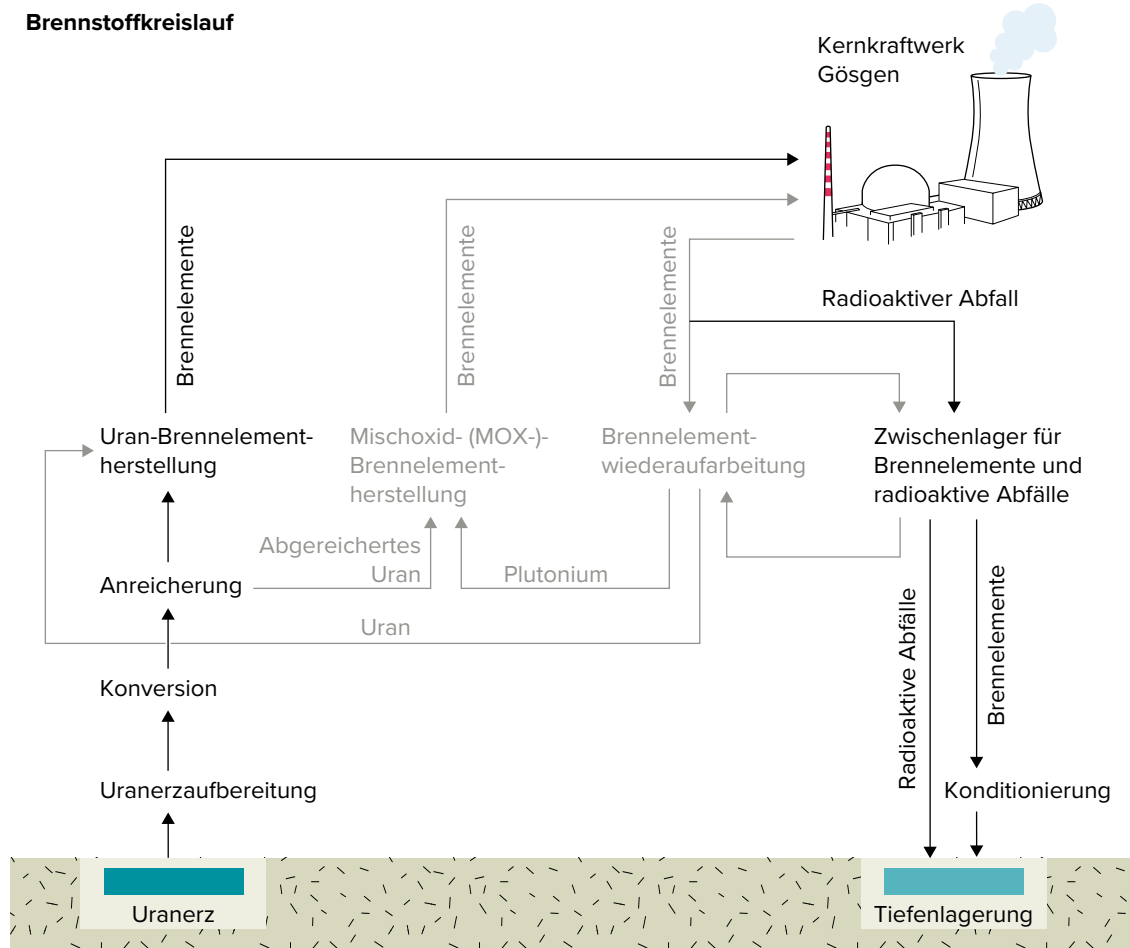 Brennstoffkreislauf
Kernkraftwerk
Gösgen
Brennelemente
Brennelemente
Brennelemente
Radioaktiver Abfall
Uran-Brennelement-
herstellung
Mischoxid- (MOX-)-
Brennelement-
herstellung
Brennelement-
wiederaufarbeitung
Zwischenlager für
Brennelemente und
radioaktive Abfälle
Abgereichertes
Uran
Plutonium
Anreicherung
Uran
Konversion
Radioaktive Abfälle
Brennelemente
Uranerzaufbereitung
Konditionierung
Uranerz
Tiefenlagerung